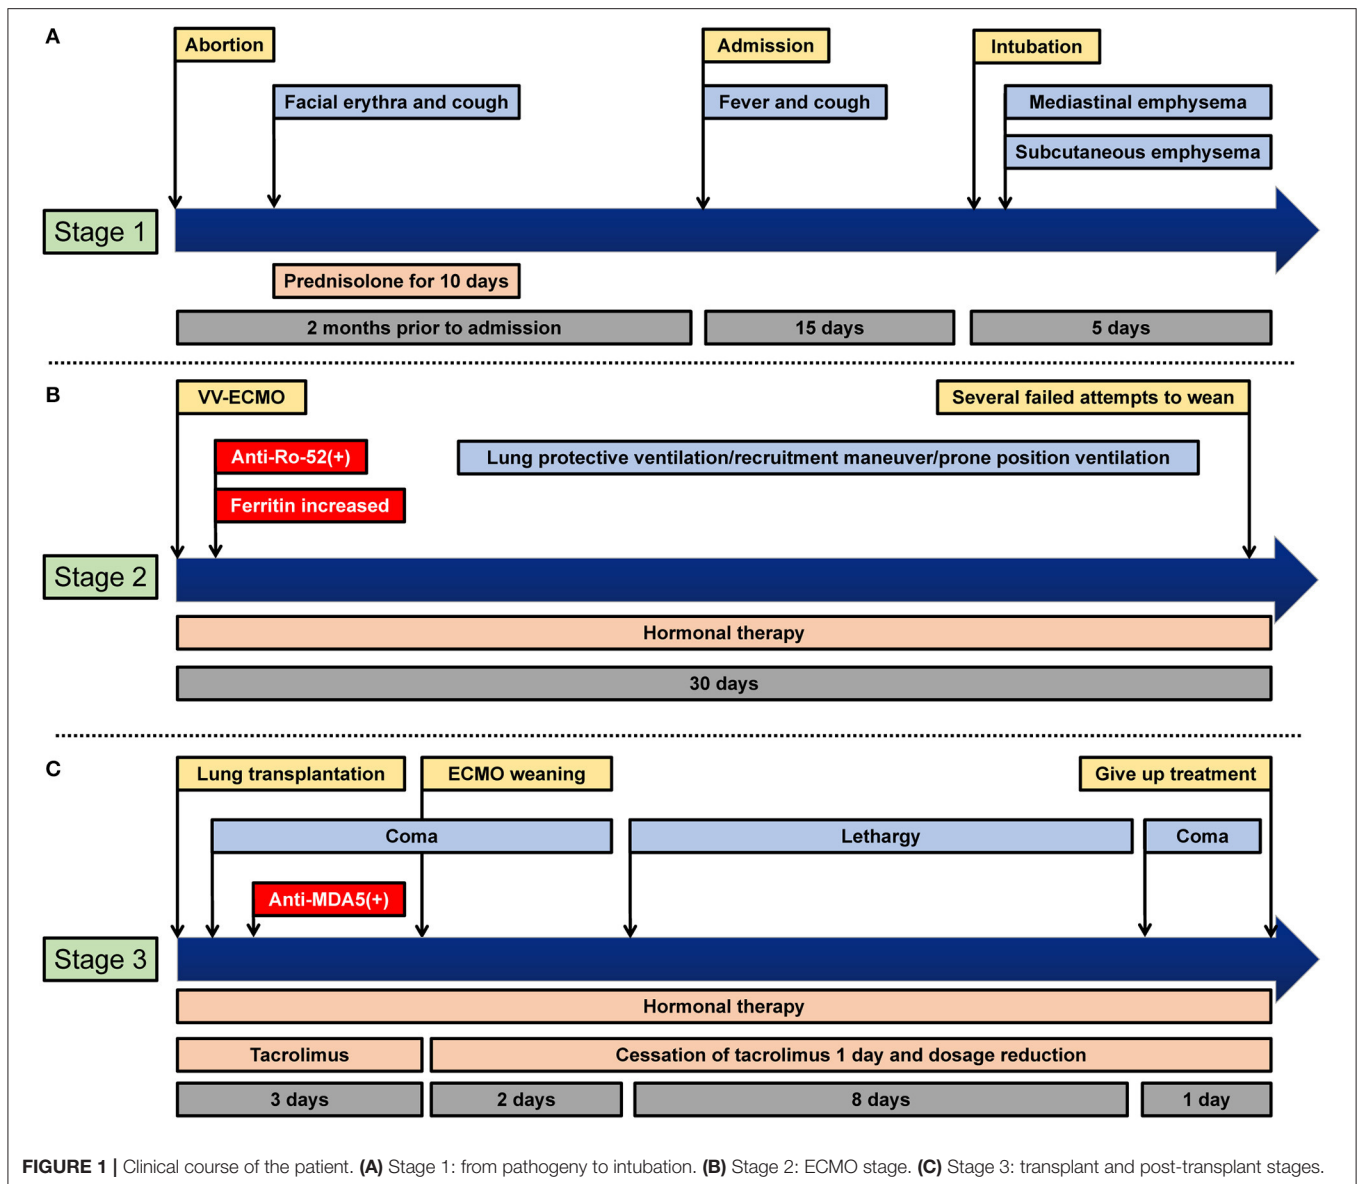 A
Abortion
Admission
Intubation
Facial erythra and cough
Fever and cough
Mediastinal emphysema
Subcutaneous emphysema
Stage 1
Prednisolone for 10 days
2 months prior to admission
15 days
5 days
B
VV-ECMO
Several failed attempts to wean
Anti-Ro-52(+)
Lung protective ventilation/recruitment maneuver/prone position ventilation
Ferritin increased
Stage 2
Hormonal therapy
30 days
C
Lung transplantation
ECMO weaning
Give up treatment
Coma
Lethargy
Coma
Anti-MDA5(+)
Stage 3
Hormonal therapy
Tacrolimus
Cessation of tacrolimus 1 day and dosage reduction
3 days
2 days
8 days
1 day
FIGURE 1 | Clinical course of the patient. (A) Stage 1: from pathogeny to intubation. (B) Stage 2: ECMO stage. (C) Stage 3: transplant and post-transplant stages.